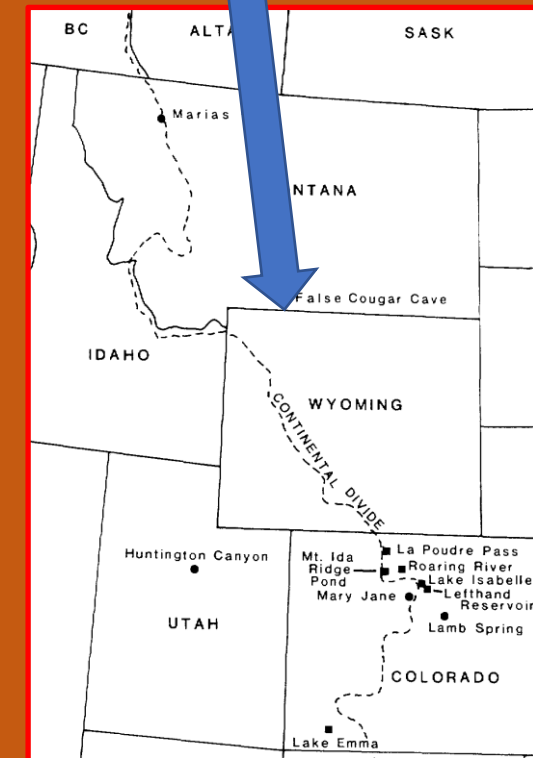 BC
ALTA
SASK
Marias
NTANA
False Cougar Cave
IDAHO
WYOMING
CONTINENTAL DIVIDE
Mt. Ida
Ridge
Pond
La Poudre Pass
Roaring River
Lake Isabelle
Lefthand
Reservoir
Mary Jane
Huntington Canyon
Lamb Spring
UTAH
COLORADO
Lake Emma